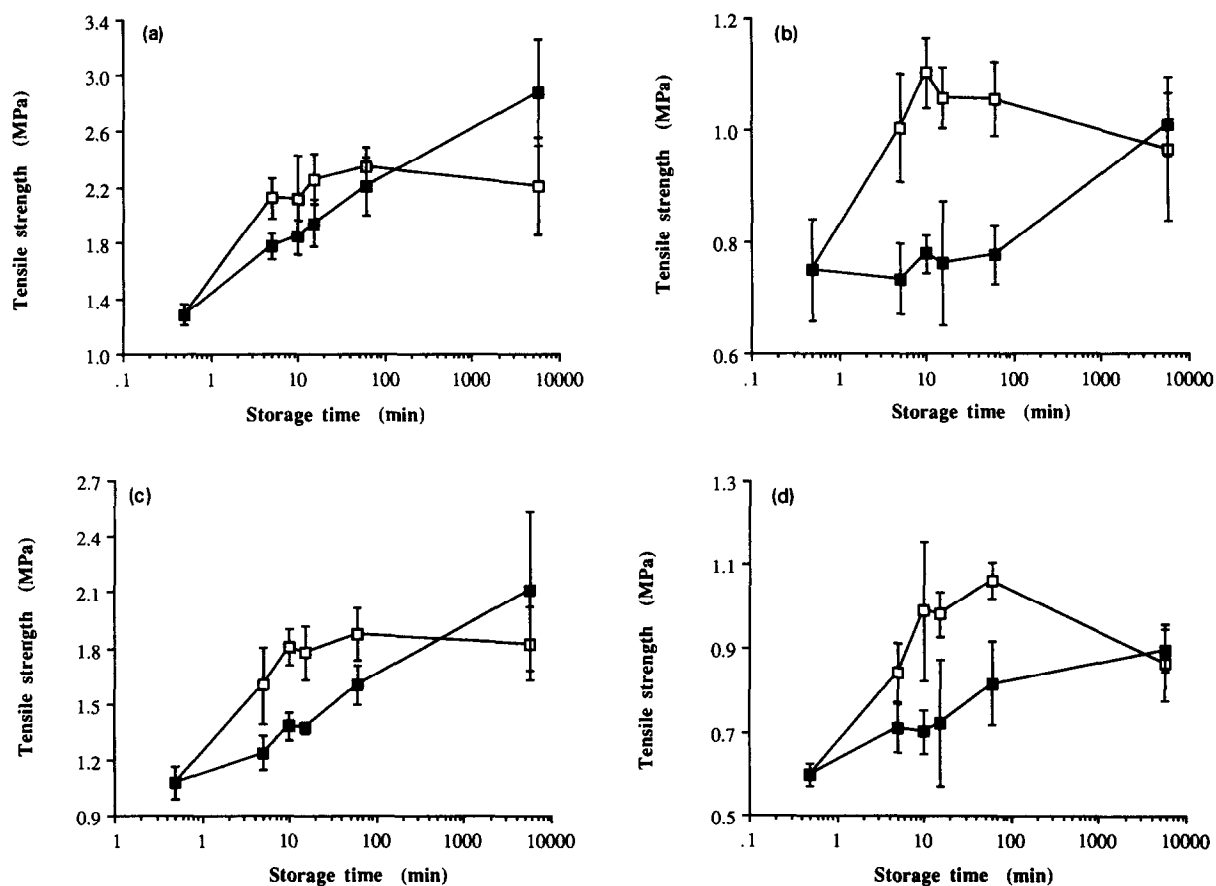 (a)
Tensile strength (MPa)
3.4
3.0
2.6
2.2
1.8
1.4
1.0
.1 1 10 100 1000 10000
Storage time (min)
(b)
Tensile strength (MPa)
1.2
1.0
0.8
0.6
.1 1 10 100 1000 10000
Storage time (min)
(c)
Tensile strength (MPa)
2.7
2.4
2.1
1.8
1.5
1.2
0.9
.1 1 10 100 1000 10000
Storage time (min)
(d)
Tensile strength (MPa)
1.3
1.1
0.9
0.7
0.5
.1 1 10 100 1000 10000
Storage time (min)